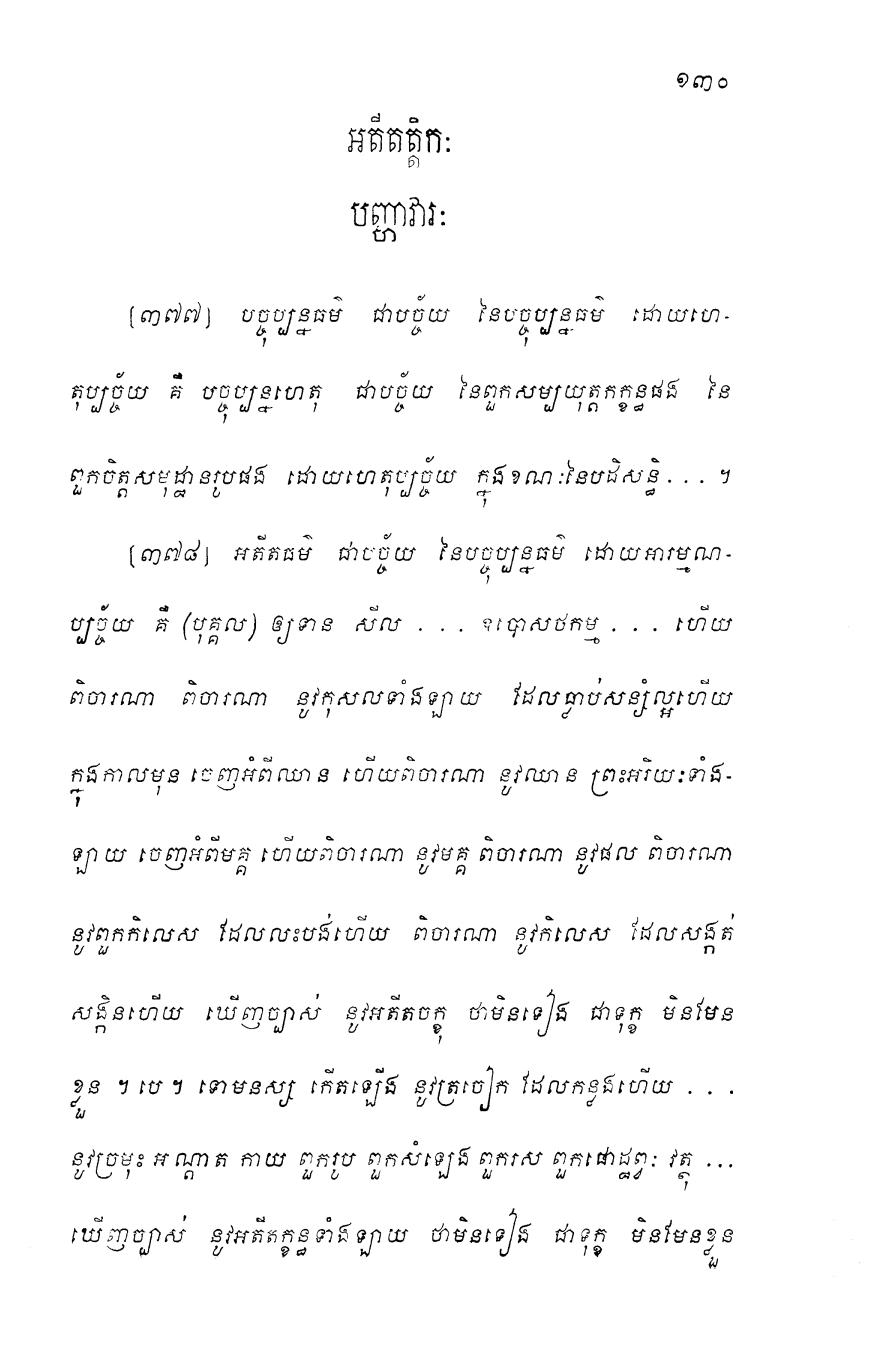 ១៣០
អតីតត្តិកៈ
បញ្ហាវារៈ
[៣៧៧] បច្ចុប្បន្នធម៌ ជាបច្ច័យ នៃបច្ចុប្បន្នធម៌ ដោយហេ-
តុប្បច្ច័យ គឺ បច្ចុប្បន្នហេតុ ជាបច្ច័យ នៃពួកសម្បយុត្តកក្ខន្ធផង នៃ
ពួកចិត្តសមុដ្ឋានរូបផង ដោយហេតុប្បច្ច័យ ក្នុងខណៈនៃបដិសន្ធិ . . . ។
[៣៧៨] អតីតធម៌ ជាបច្ច័យ នៃបច្ចុប្បន្នធម៌ ដោយអារម្មណ-
ប្បច្ច័យ គឺ (បុគ្គល) ឲ្យទាន សីល . . . ឧបោសថកម្ម . . . ហើយ
ពិចារណា ពិចារណា នូវកុសលទាំងឡាយ ដែលធ្លាប់សន្សំល្អហើយ
ក្នុងកាលមុន ចេញអំពីឈាន ហើយពិចារណា នូវឈាន ព្រះអរិយៈទាំង-
ឡាយ ចេញអំពីមគ្គ ហើយពិចារណា នូវមគ្គ ពិចារណា នូវផល ពិចារណា
នូវពួកកិលេស ដែលលះបង់ហើយ ពិចារណា នូវកិលេស ដែលសង្កត់
សង្កិនហើយ ឃើញច្បាស់ នូវអតីតចក្ខុ ថាមិនទៀង ជាទុក្ខ មិនមែន
ខ្លួន ។ បេ ។ ទោមនស្ស កើតឡើង នូវត្រចៀក ដែលកន្លងហើយ . . .
នូវច្រមុះ អណ្តាត កាយ ពួករូប ពួកសំឡេង ពួករស ពួកផោដ្ឋព្វៈ វត្ថុ ...
ឃើញច្បាស់ នូវអតីតក្ខន្ធទាំងឡាយ ថាមិនទៀង ជាទុក្ខ មិនមែនខ្លួន